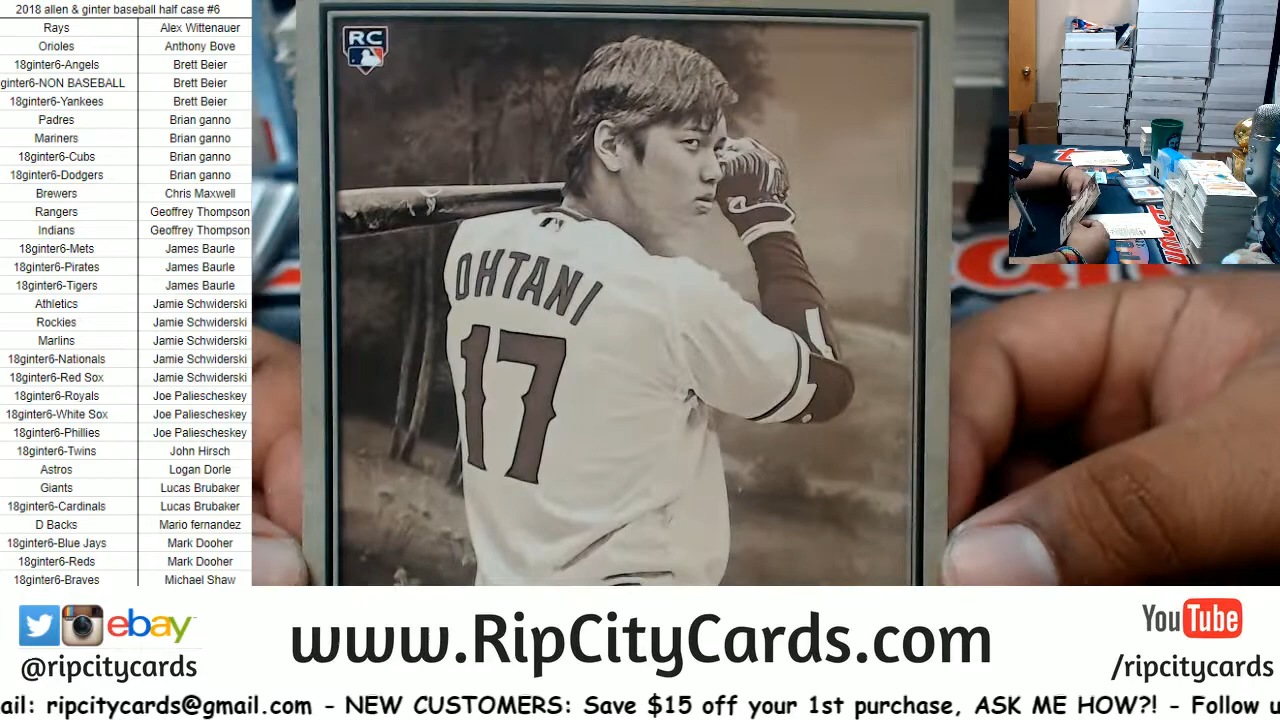 2018 allen & ginter baseball half case #6
Rays Alex Wittenauer
Orioles Anthony Bove
18ginter6-Angels Brett Beier
ginter6-NON BASEBALL Brett Beier
18ginter6-Yankees Brett Beier
Padres Brian ganno
Mariners Brian ganno
18ginter6-Cubs Brian ganno
18ginter6-Dodgers Brian ganno
Brewers Chris Maxwell
Rangers Geoffrey Thompson
Indians Geoffrey Thompson
18ginter6-Mets James Baurle
18ginter6-Pirates James Baurle
18ginter6-Tigers James Baurle
Athletics Jamie Schwiderski
Rockies Jamie Schwiderski
Marlins Jamie Schwiderski
18ginter6-Nationals Jamie Schwiderski
18ginter6-Red Sox Jamie Schwiderski
18ginter6-Royals Joe Paliescheskey
18ginter6-White Sox Joe Paliescheskey
18ginter6-Phillies Joe Paliescheskey
18ginter6-Twins John Hirsch
Astros Logan Dorle
Giants Lucas Brubaker
18ginter6-Cardinals Lucas Brubaker
D Backs Mario fernandez
18ginter6-Blue Jays Mark Dooher
18ginter6-Reds Mark Dooher
18ginter6-Braves Michael Shaw
RC
OHTANI
17
ebay
@ripcitycards
www.RipCityCards.com
YouTube
/ripcitycards
ail: ripcitycards@gmail.com - NEW CUSTOMERS: Save $15 off your 1st purchase, ASK ME HOW?! - Follow u